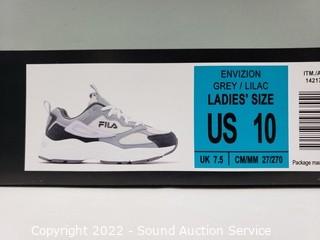 ENVIZION
GREY / LILAC
LADIES' SIZE
US 10
UK 7.5
CM/MM 27/270
FILA
ITM./A
14217
Package ma
Copyright 2022 - Sound Auction Service